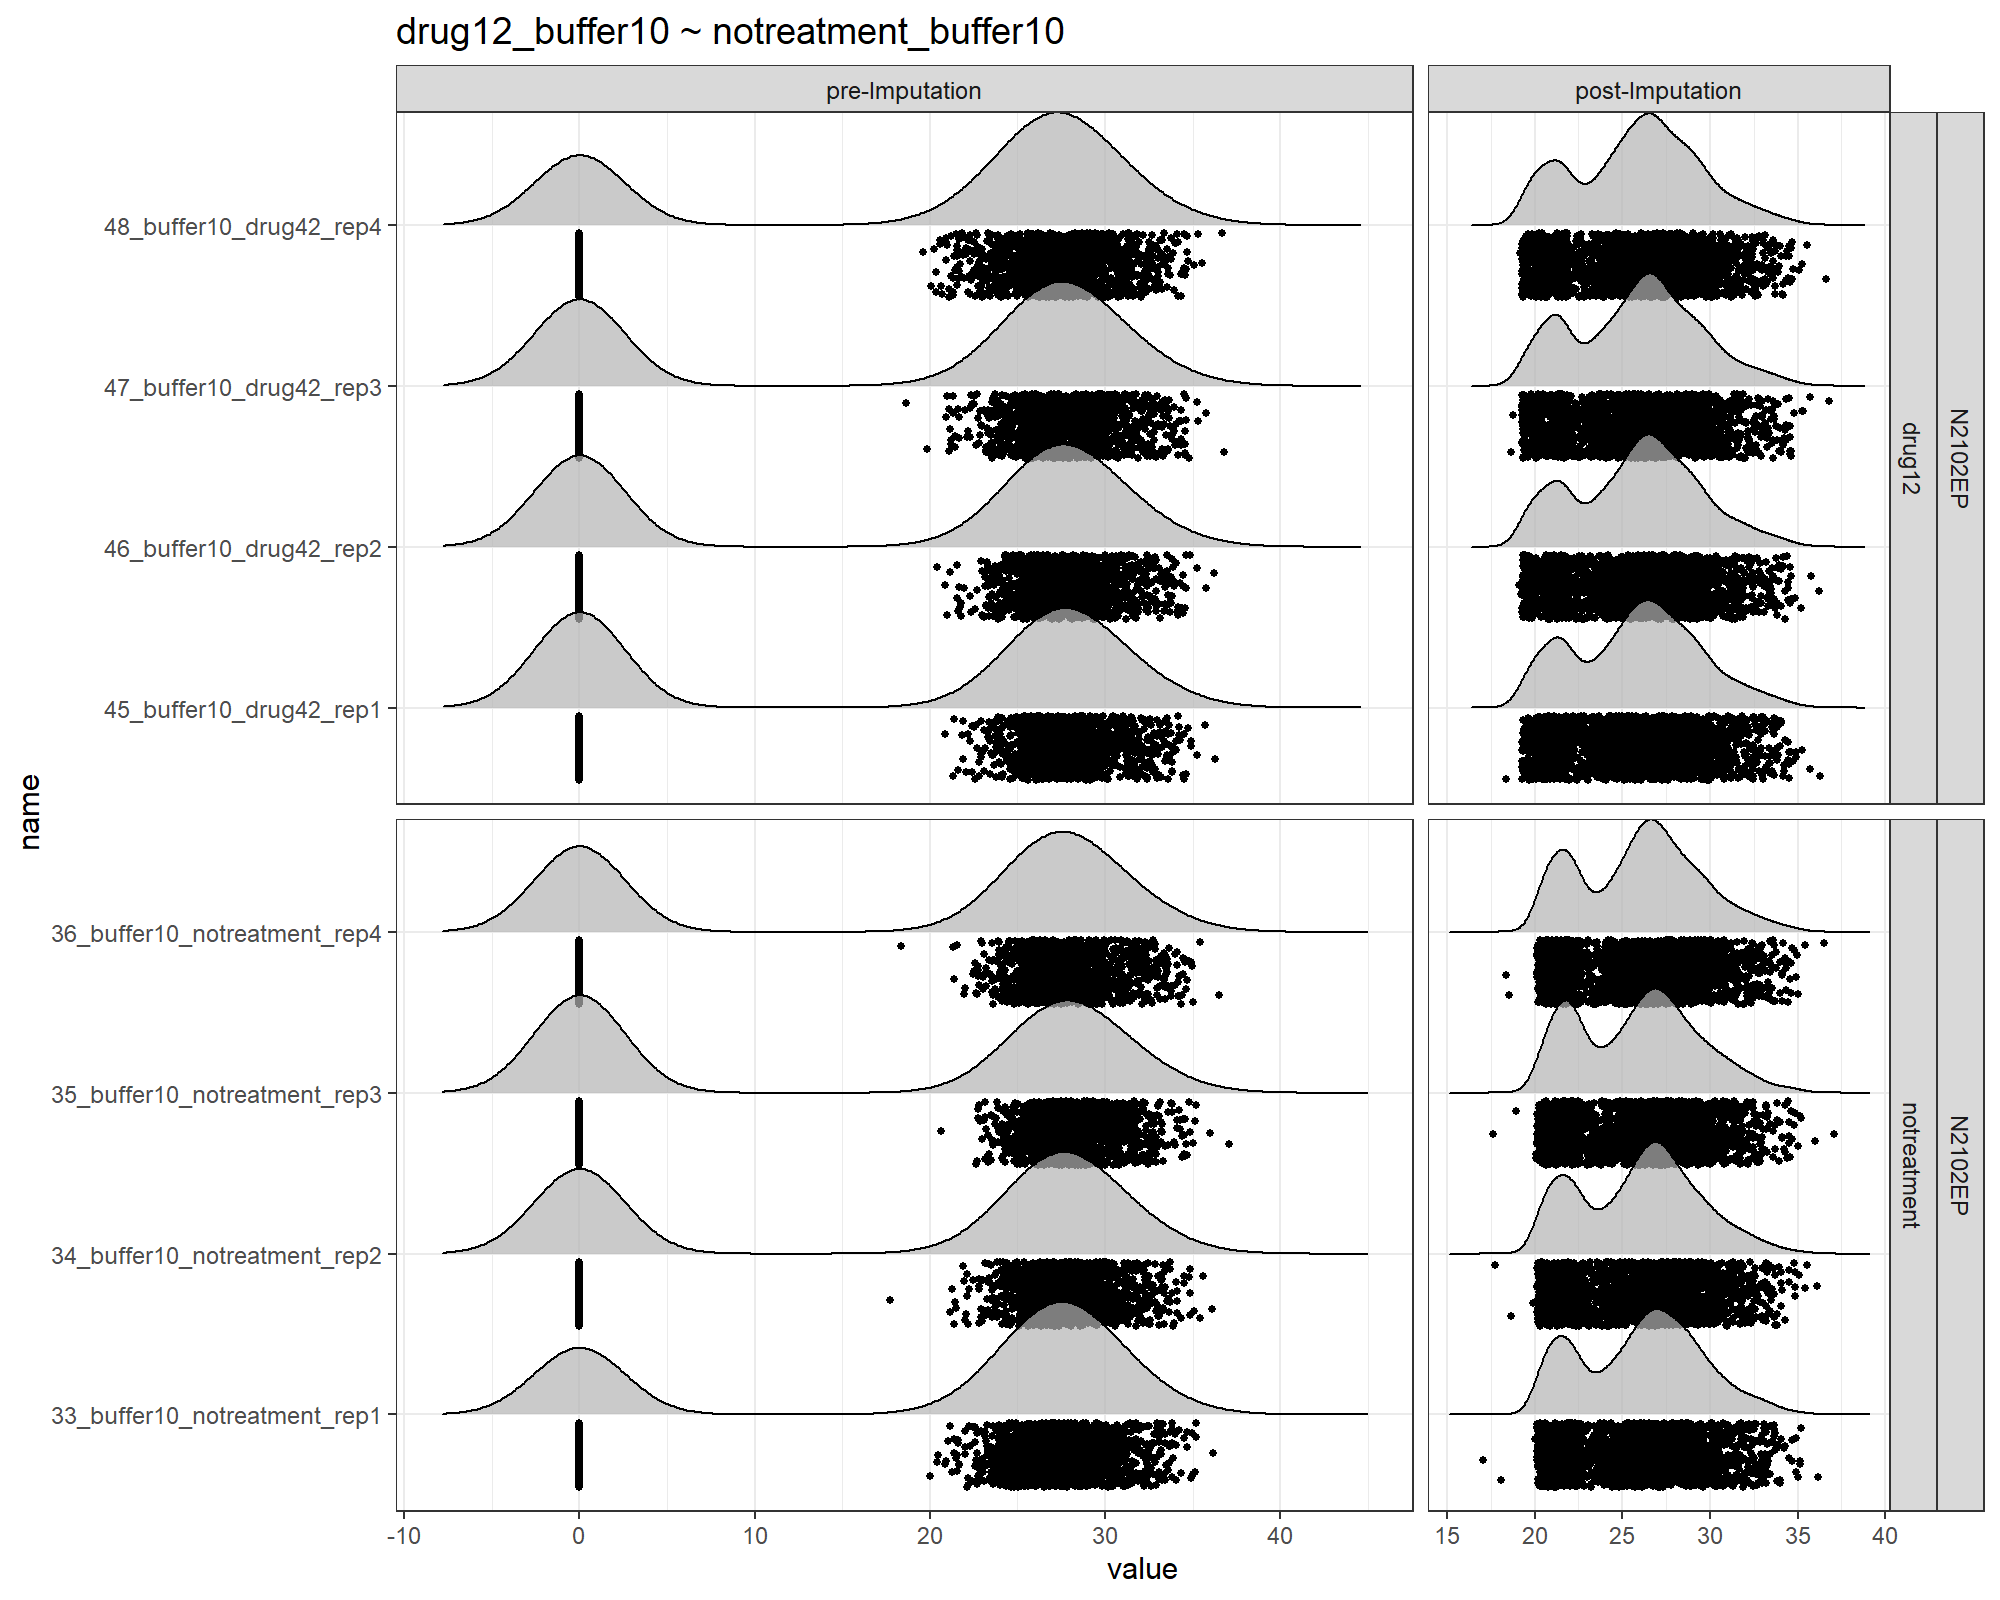 drug12_buffer10 ~ notreatment_buffer10
pre-Imputation
post-Imputation
48_buffer10_drug42_rep4
47_buffer10_drug42_rep3
46_buffer10_drug42_rep2
45_buffer10_drug42_rep1
drug12
N2102EP
name
36_buffer10_notreatment_rep4
35_buffer10_notreatment_rep3
34_buffer10_notreatment_rep2
33_buffer10_notreatment_rep1
notreatment
N2102EP
-10 0 10 20 30 40
15 20 25 30 35 40
value